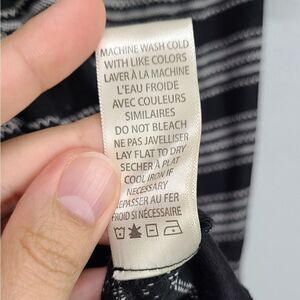 MACHINE WASH COLD
WITH LIKE COLORS
LAVER À LA MACHINE
L'EAU FROIDE
AVEC COULEURS
SIMILAIRES
DO NOT BLEACH
NE PAS JAVELLISER
LAY FLAT TO DRY
SECHER À PLAT
COOL IRON IF
NECESSARY
REPASSER AU FER
FROID SI NÉCESSAIRE